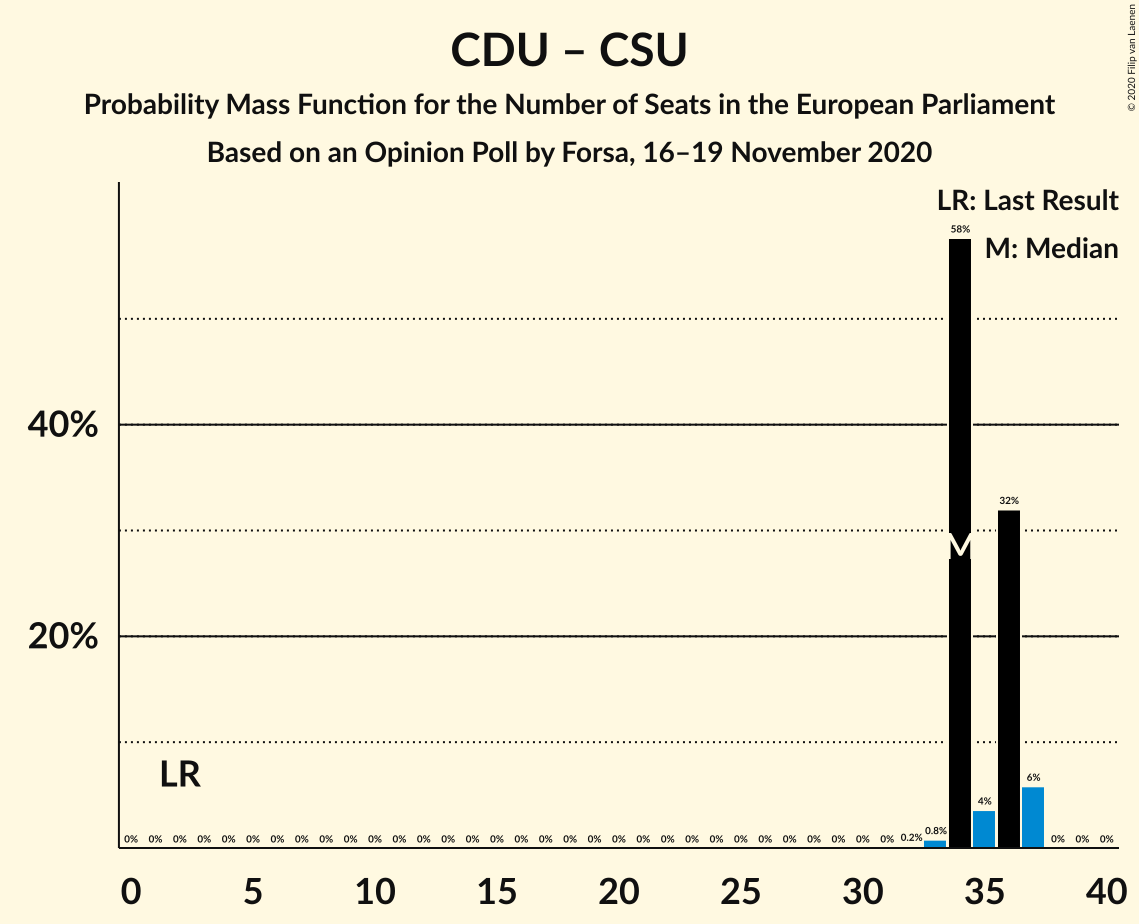 CDU – CSU
Probability Mass Function for the Number of Seats in the European Parliament
Based on an Opinion Poll by Forsa, 16–19 November 2020
© 2020 Filip van Laenen
LR: Last Result
M: Median
58%
40%
32%
M
20%
LR
6%
4%
0% 0% 0% 0% 0% 0% 0% 0% 0% 0% 0% 0% 0% 0% 0% 0% 0% 0% 0% 0% 0% 0% 0% 0% 0% 0% 0% 0% 0% 0% 0% 0% 0.2% 0.8% 0% 0% 0%
0 5 10 15 20 25 30 35 40